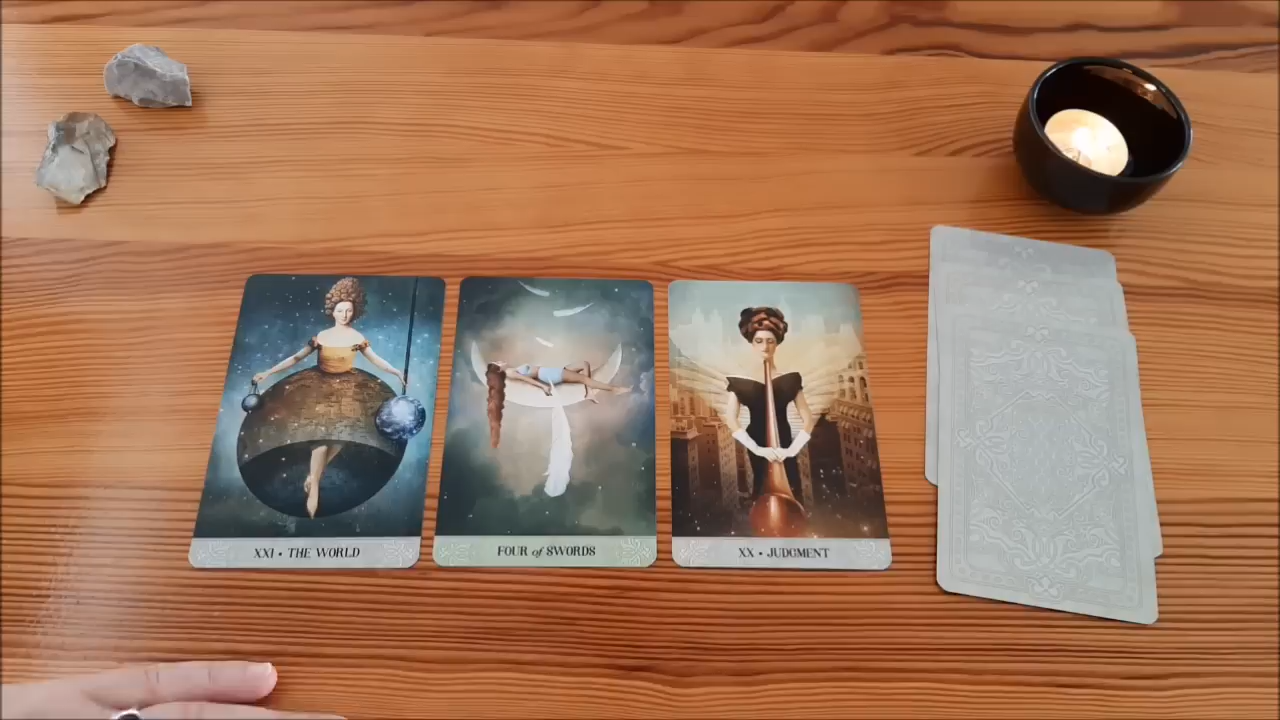 XXI • THE WORLD
FOUR of SWORDS
XX • JUDGMENT